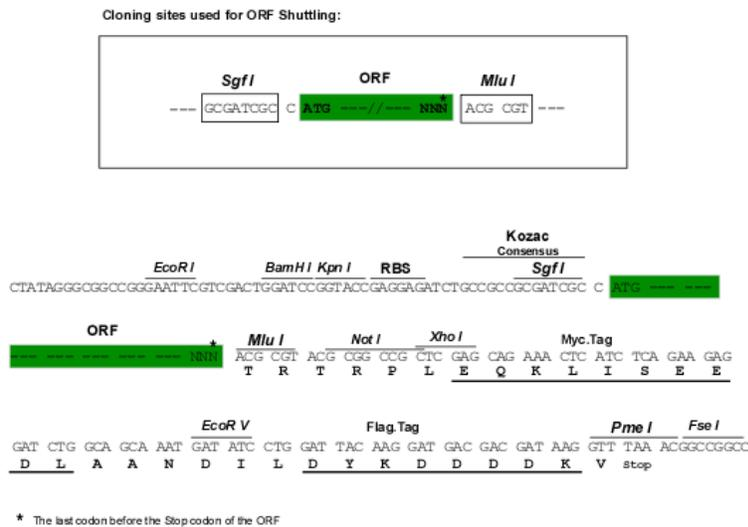 Cloning sites used for ORF Shuttling:
Sgf I ORF Mlu I
--- GCGATCGC C ATG ---//--- NNN* ACG CGT ---
Kozac
Consensus
EcoR I BamH I Kpn I RBS Sgf I
CTATAGGGCGGCCGGGAATTCGTCGACTGGATCCGGTACCGAGGAGATCTGCCGCCGCGATCGC C ATG --- ---
ORF Mlu I Not I Xho I Myc.Tag
--- --- --- --- --- --- NNN* ACG CGT ACG CGG CCG CTC GAG CAG AAA CTC ATC TCA GAA GAG
T R T R P L E Q K L I S E E
EcoR V Flag.Tag Pme I Fse I
GAT CTG GCA GCA AAT GAT ATC CTG GAT TAC AAG GAT GAC GAC GAT AAG GTT TAA ACGGCCGGCC
D L A A N D I L D Y K D D D D K V Stop
* The last codon before the Stop codon of the ORF